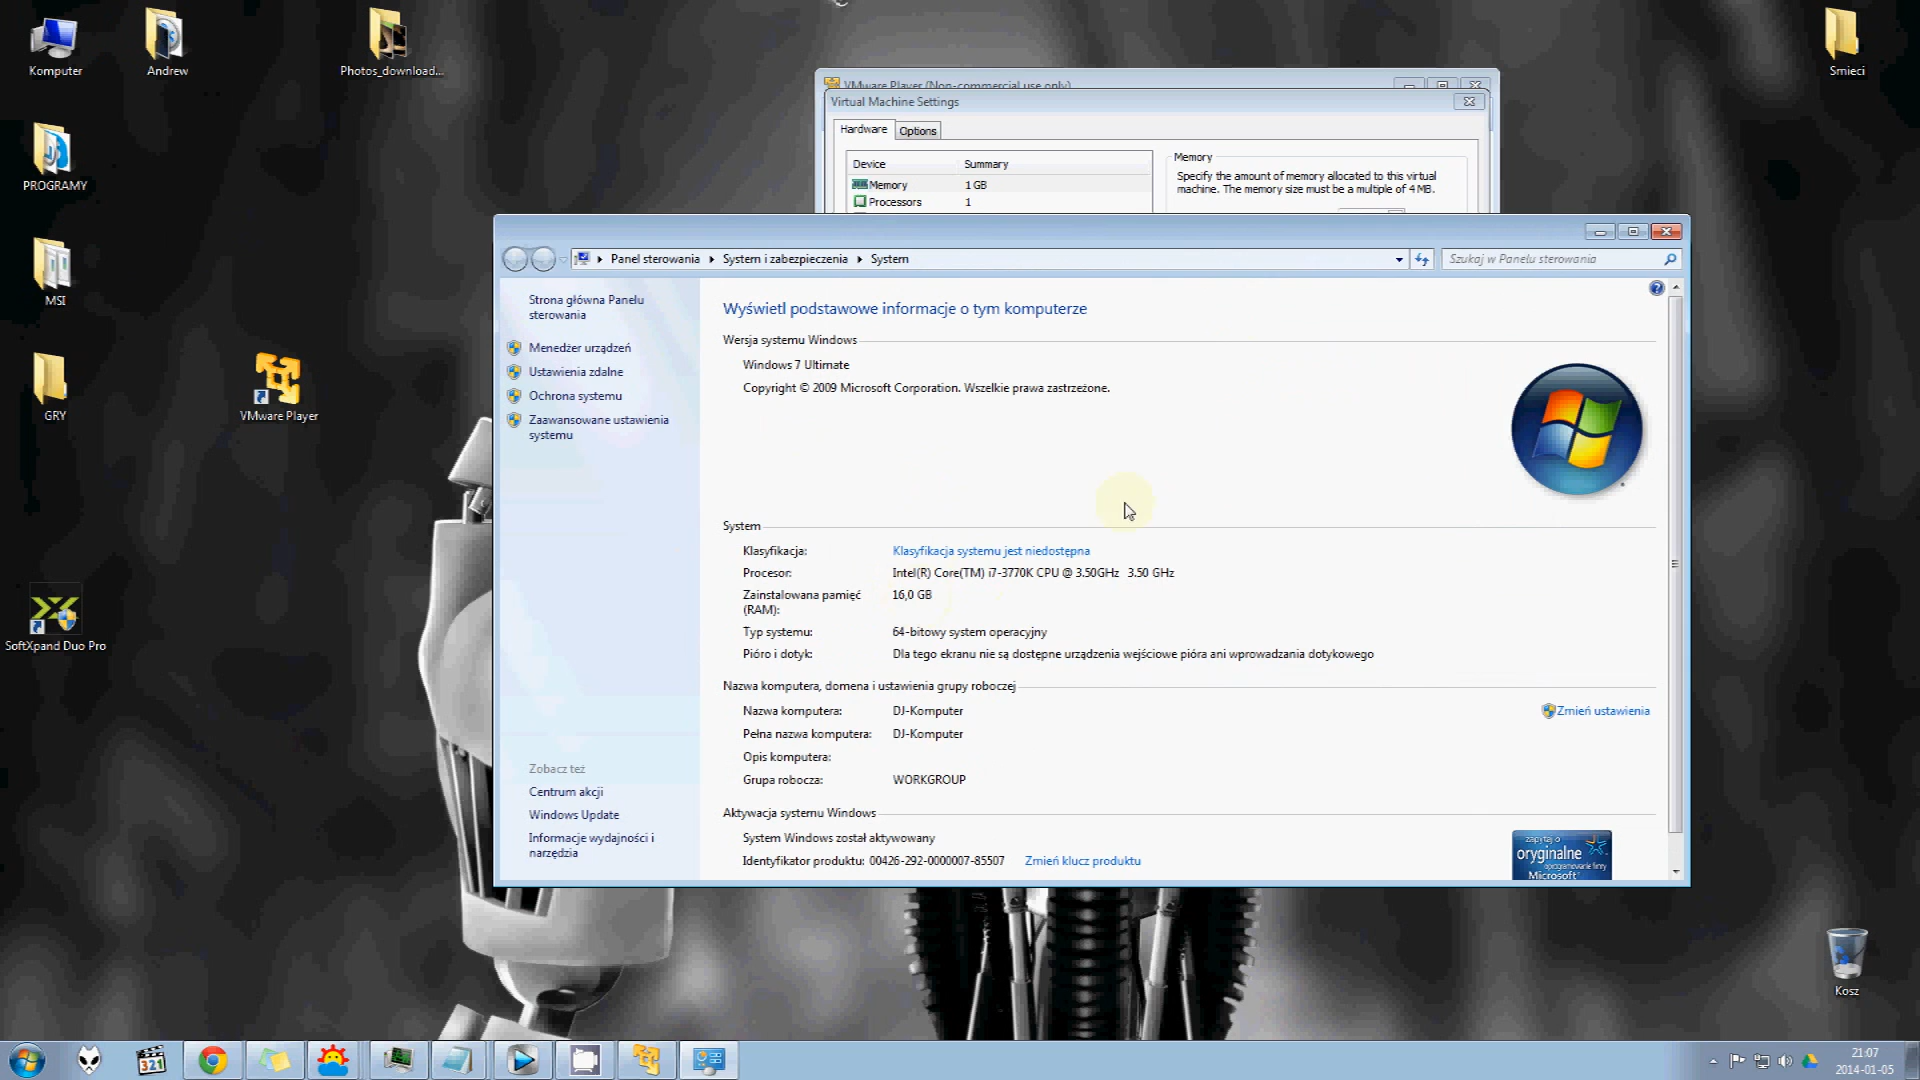 Komputer
Andrew
Photos_download...
Smieci
PROGRAMY
MSI
GRY
VMware Player
SoftXpand Duo Pro
Kosz
VMware Player (Non-commercial use only)
Virtual Machine Settings
Hardware
Options
Device Summary
Memory 1 GB
Processors 1
Memory
Specify the amount of memory allocated to this virtual
machine. The memory size must be a multiple of 4 MB.
Panel sterowania System i zabezpieczenia System
Szukaj w Panelu sterowania
Strona główna Panelu
sterowania
Menedżer urządzeń
Ustawienia zdalne
Ochrona systemu
Zaawansowane ustawienia
systemu
Zobacz też
Centrum akcji
Windows Update
Informacje wydajności i
narzędzia
Wyświetl podstawowe informacje o tym komputerze
Wersja systemu Windows
Windows 7 Ultimate
Copyright © 2009 Microsoft Corporation. Wszelkie prawa zastrzeżone.
System
Klasyfikacja: Klasyfikacja systemu jest niedostępna
Procesor: Intel(R) Core(TM) i7-3770K CPU @ 3.50GHz 3.50 GHz
Zainstalowana pamięć
(RAM): 16,0 GB
Typ systemu: 64-bitowy system operacyjny
Pióro i dotyk: Dla tego ekranu nie są dostępne urządzenia wejściowe pióra ani wprowadzania dotykowego
Nazwa komputera, domena i ustawienia grupy roboczej
Nazwa komputera: DJ-Komputer
Zmień ustawienia
Pełna nazwa komputera: DJ-Komputer
Opis komputera:
Grupa robocza: WORKGROUP
Aktywacja systemu Windows
System Windows został aktywowany
Identyfikator produktu: 00426-292-0000007-85507 Zmień klucz produktu
zapytaj o
oryginalne
oprogramowanie firmy
Microsoft
321
21:07
2014-01-05